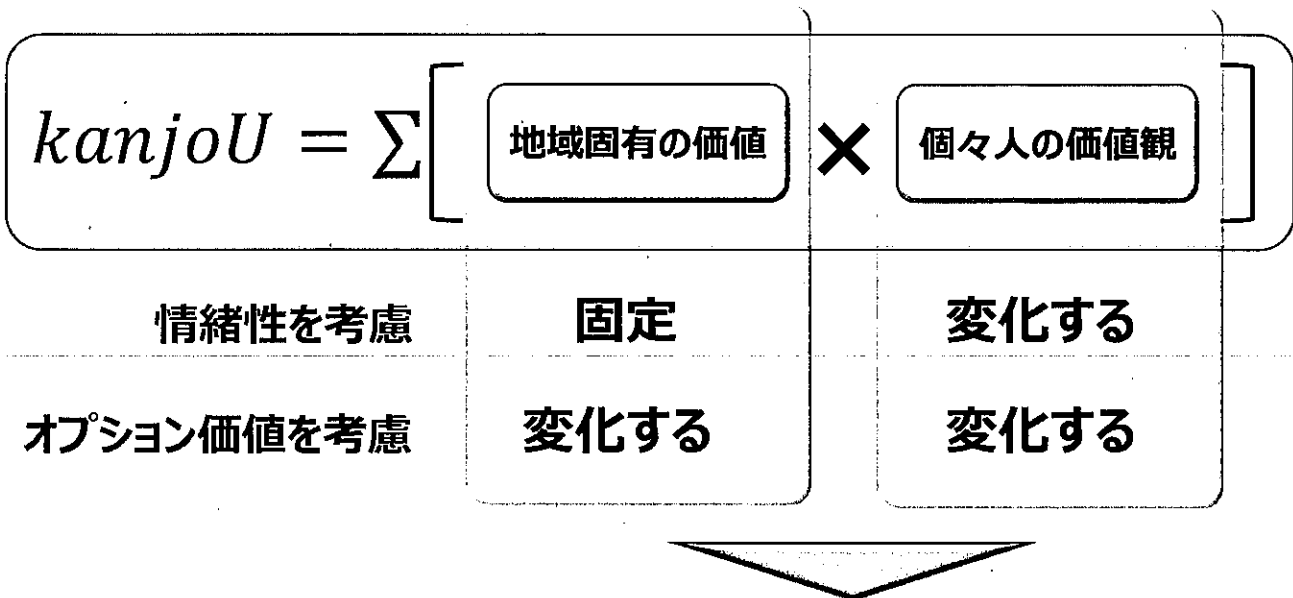 kanjoU = ∑[ 地域固有の価値 × 個々人の価値観 ]
情緒性を考慮 固定 変化する
オプション価値を考慮 変化する 変化する